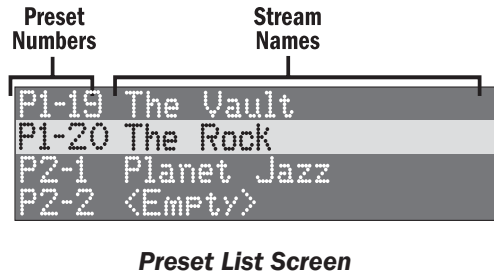 Preset
Numbers
Stream
Names
P1-19 The Vault
P1-20 The Rock
P2-1 Planet Jazz
P2-2 <Empty>
Preset List Screen